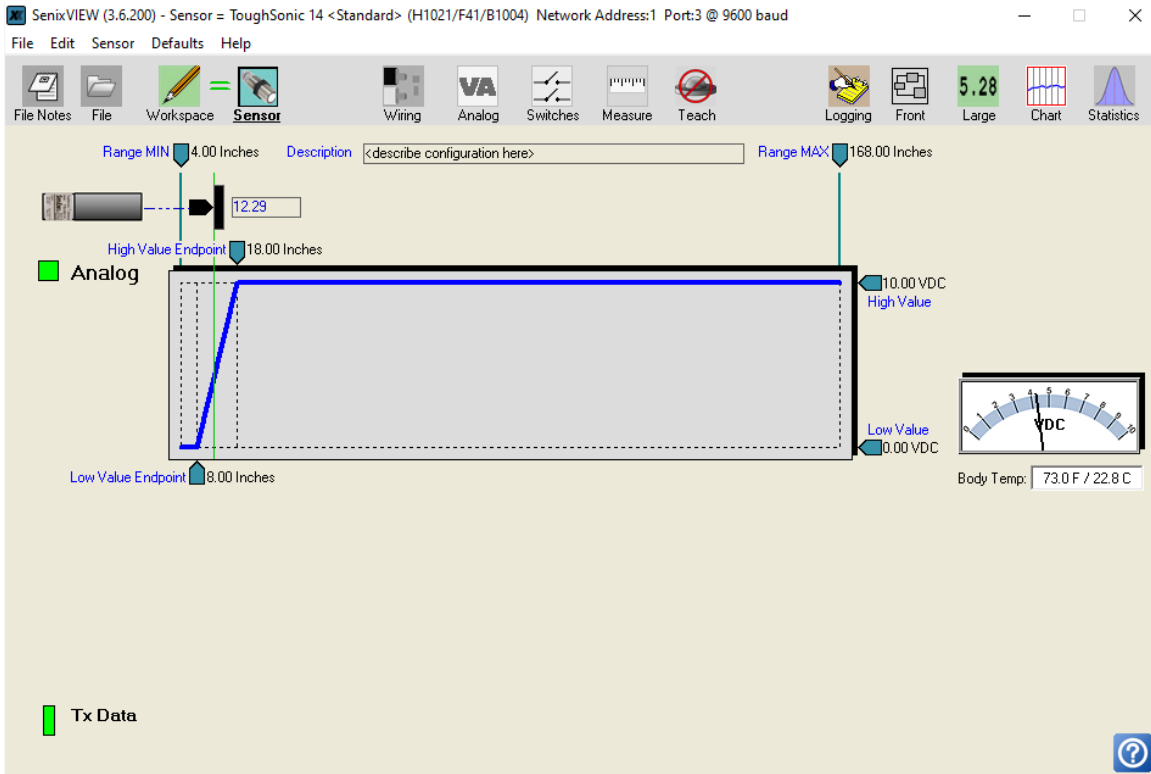 SenixVIEW (3.6.200) - Sensor = ToughSonic 14 <Standard> (H1021/F41/B1004) Network Address:1 Port:3 @ 9600 baud
File Edit Sensor Defaults Help
5.28
VA
File Notes File Workspace Sensor Wiring Analog Switches Measure Teach Logging Front Large Chart Statistics
Range MIN 4.00 Inches Description <describe configuration here> Range MAX 168.00 Inches
12.29
High Value Endpoint 18.00 Inches
Analog
10.00 VDC
High Value
0 1 2 3 4 5 6 7 8 9 10
VDC
Low Value
0.00 VDC
Low Value Endpoint 8.00 Inches
Body Temp: 73.0 F / 22.8 C
Tx Data
?